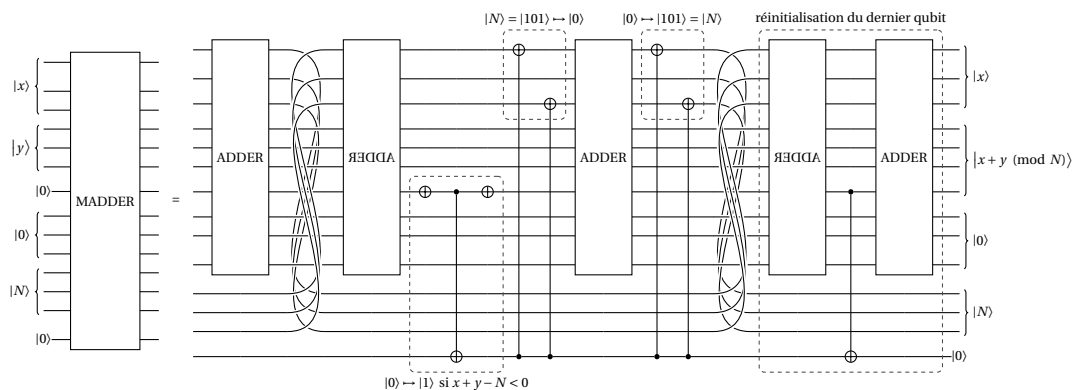 |N⟩ = |101⟩ ↦ |0⟩
|0⟩ ↦ |101⟩ = |N⟩
réinitialisation du dernier qubit
|x⟩
|y⟩
|0⟩
|0⟩
|N⟩
|0⟩
MADDER
=
ADDER
ADDER
ADDER
ADDER
ADDER
|x⟩
|x + y (mod N)⟩
|0⟩
|N⟩
|0⟩
|0⟩ ↦ |1⟩ si x + y − N < 0